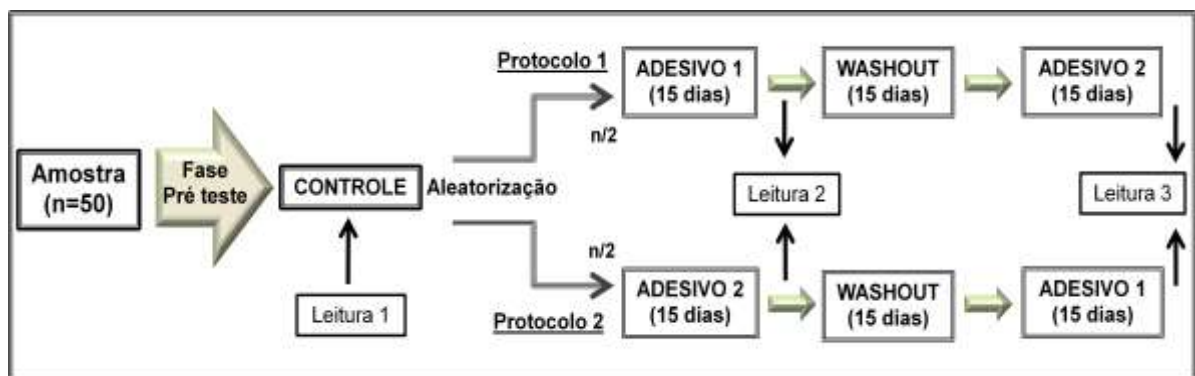 Amostra
(n=50)
Fase
Pré teste
CONTROLE
Leitura 1
Aleatorização
Protocolo 1
n/2
ADESIVO 1
(15 dias)
WASHOUT
(15 dias)
ADESIVO 2
(15 dias)
Leitura 2
Leitura 3
n/2
Protocolo 2
ADESIVO 2
(15 dias)
WASHOUT
(15 dias)
ADESIVO 1
(15 dias)